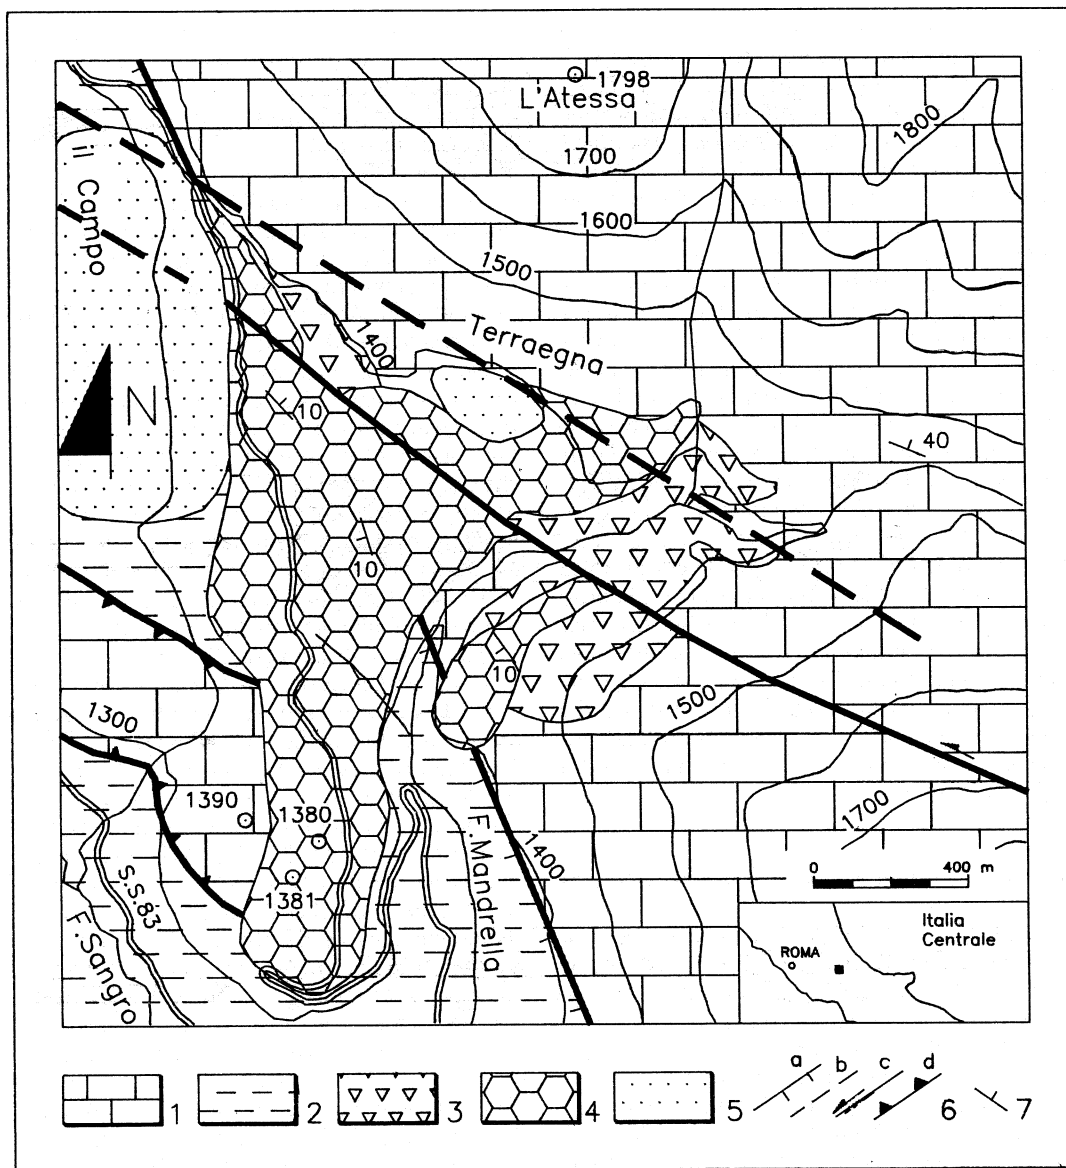 1798
L'Atessa
1800
1700
il Campo
1600
1500
N
1400
Terraegna
10
40
10
10
1500
1300
1390
1380
1700
1400
F.Mandrella
0 400 m
1381
S.S.83
F.Sangro
Italia
Centrale
ROMA
a b c d
1 2 3 4 5 6 7